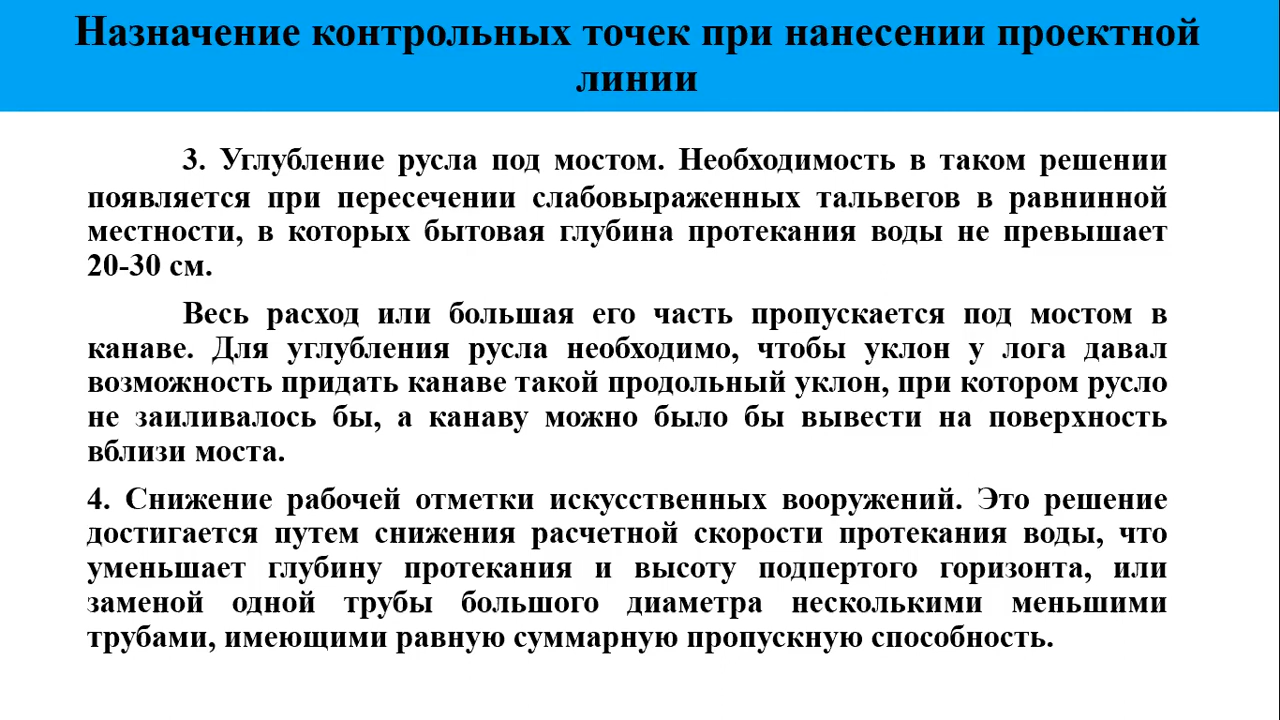 Назначение контрольных точек при нанесении проектной
линии
3. Углубление русла под мостом. Необходимость в таком решении
появляется при пересечении слабовыраженных тальвегов в равнинной
местности, в которых бытовая глубина протекания воды не превышает
20-30 см.
Весь расход или большая его часть пропускается под мостом в
канаве. Для углубления русла необходимо, чтобы уклон у лога давал
возможность придать канаве такой продольный уклон, при котором русло
не заиливалось бы, а канаву можно было бы вывести на поверхность
вблизи моста.
4. Снижение рабочей отметки искусственных вооружений. Это решение
достигается путем снижения расчетной скорости протекания воды, что
уменьшает глубину протекания и высоту подпертого горизонта, или
заменой одной трубы большого диаметра несколькими меньшими
трубами, имеющими равную суммарную пропускную способность.